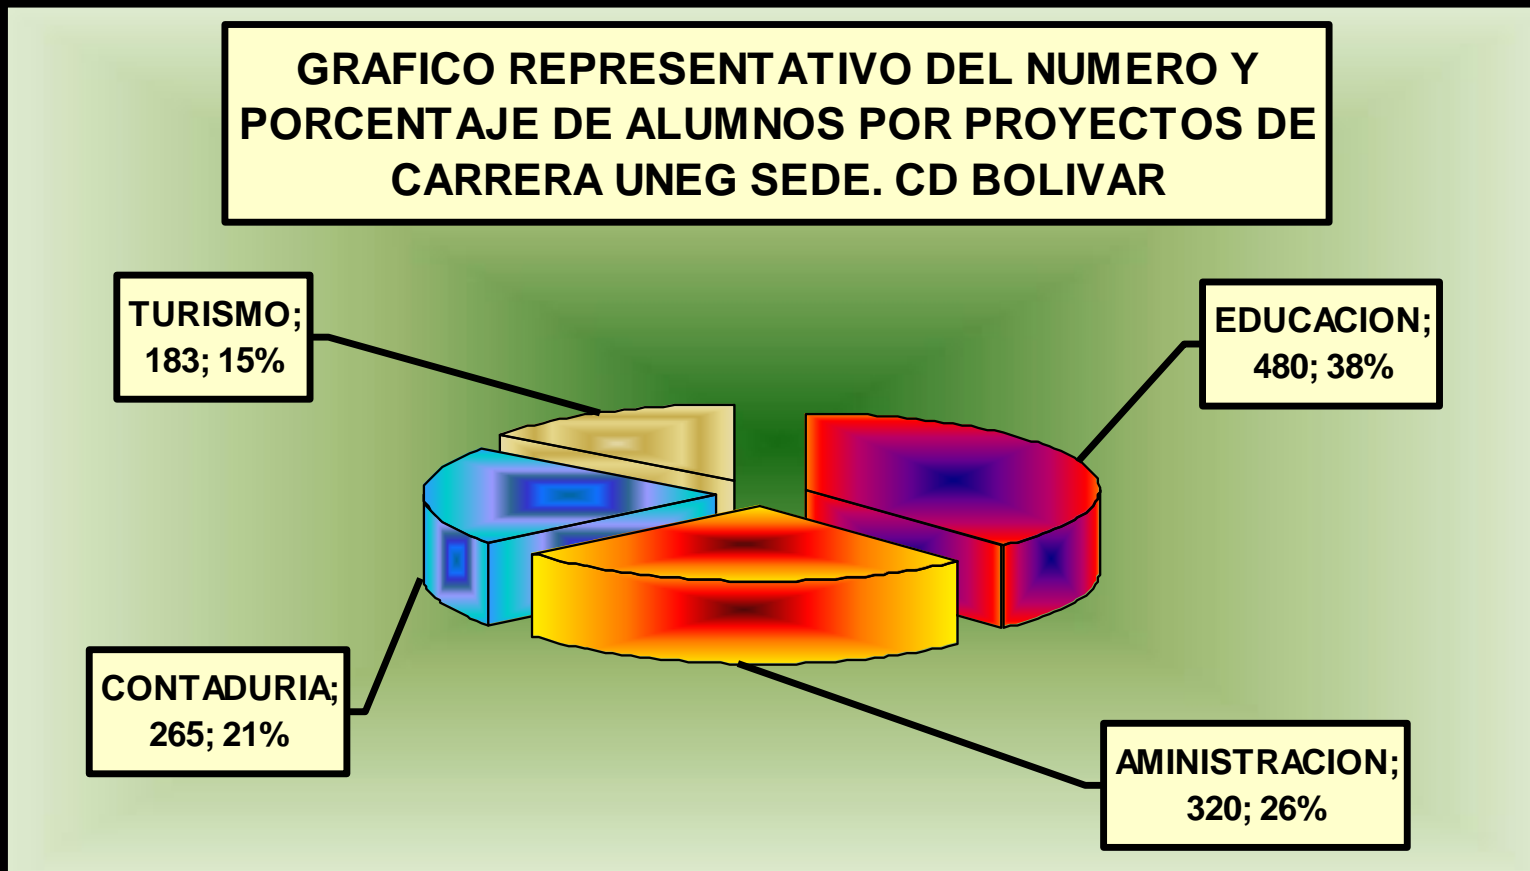 GRAFICO REPRESENTATIVO DEL NUMERO Y
PORCENTAJE DE ALUMNOS POR PROYECTOS DE
CARRERA UNEG SEDE. CD BOLIVAR
TURISMO;
183; 15%
EDUCACION;
480; 38%
CONTADURIA;
265; 21%
AMINISTRACION;
320; 26%